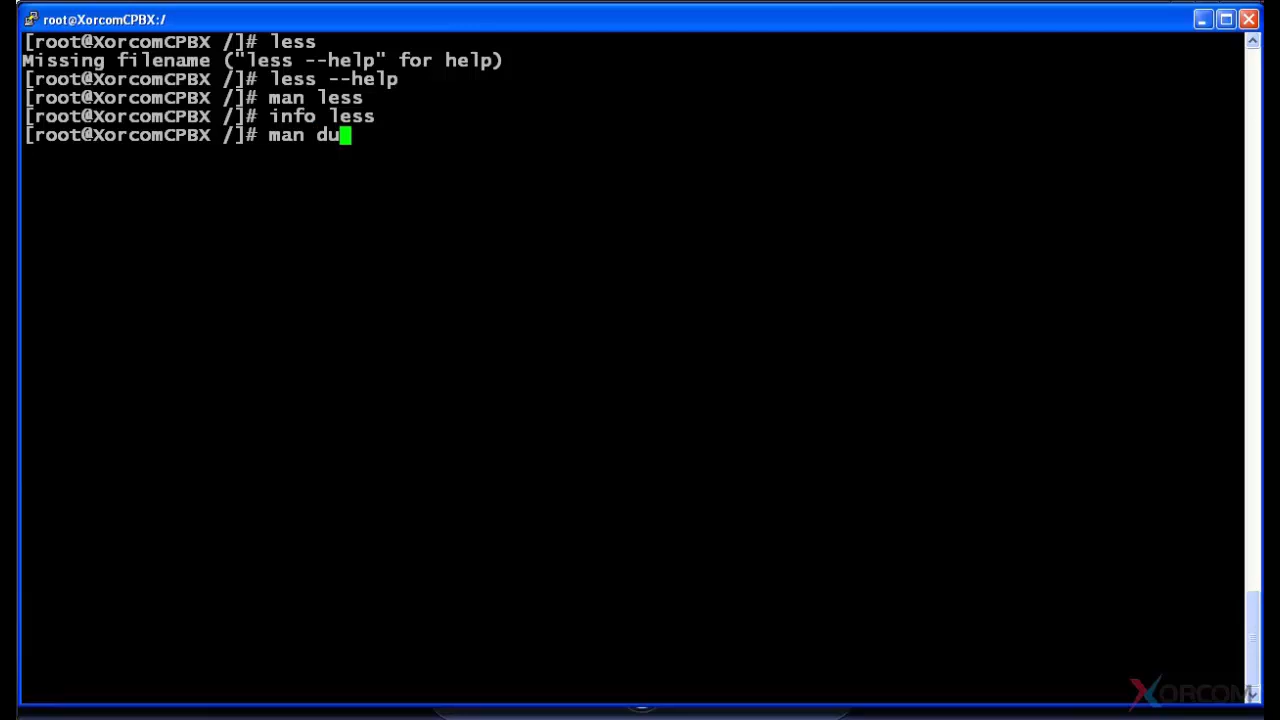 root@XorcomCPBX:/
[root@XorcomCPBX /]# less
Missing filename ("less --help" for help)
[root@XorcomCPBX /]# less --help
[root@XorcomCPBX /]# man less
[root@XorcomCPBX /]# info less
[root@XorcomCPBX /]# man du
XORCOM